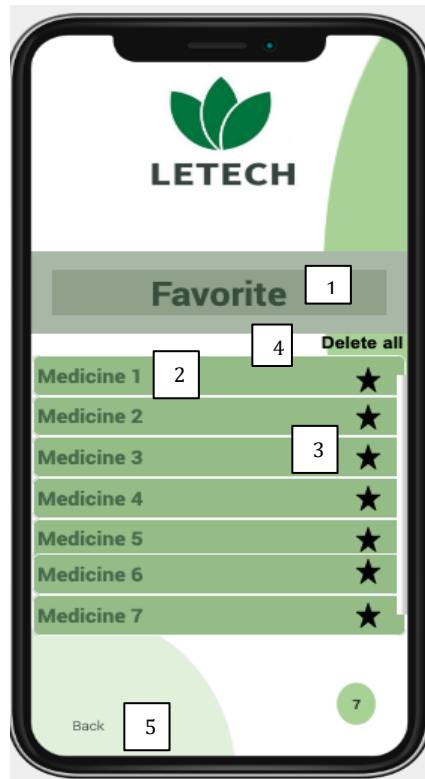 LETECH
Favorite 1
4 Delete all
Medicine 1 2
Medicine 2
Medicine 3 3
Medicine 4
Medicine 5
Medicine 6
Medicine 7
7
Back 5